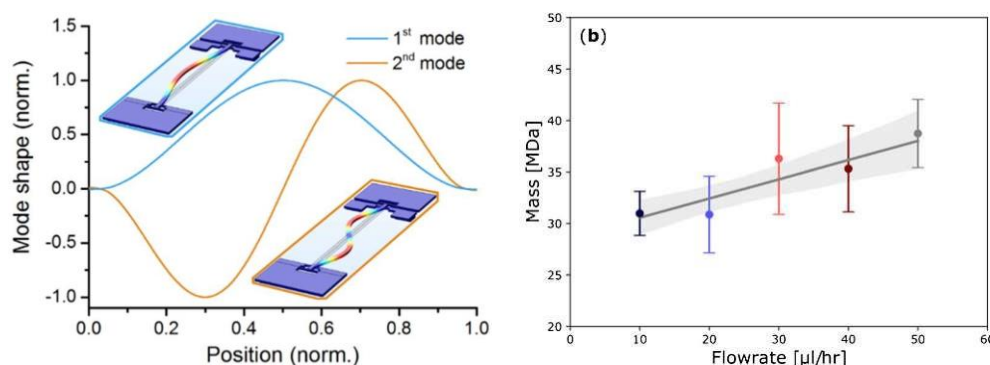 1.5
1.0
0.5
0.0
-0.5
-1.0
Mode shape (norm.)
1st mode
2nd mode
0.0 0.2 0.4 0.6 0.8 1.0
Position (norm.)
(b)
50
45
40
35
30
25
20
Mass [MDa]
0 10 20 30 40 50 60
Flowrate [µl/hr]